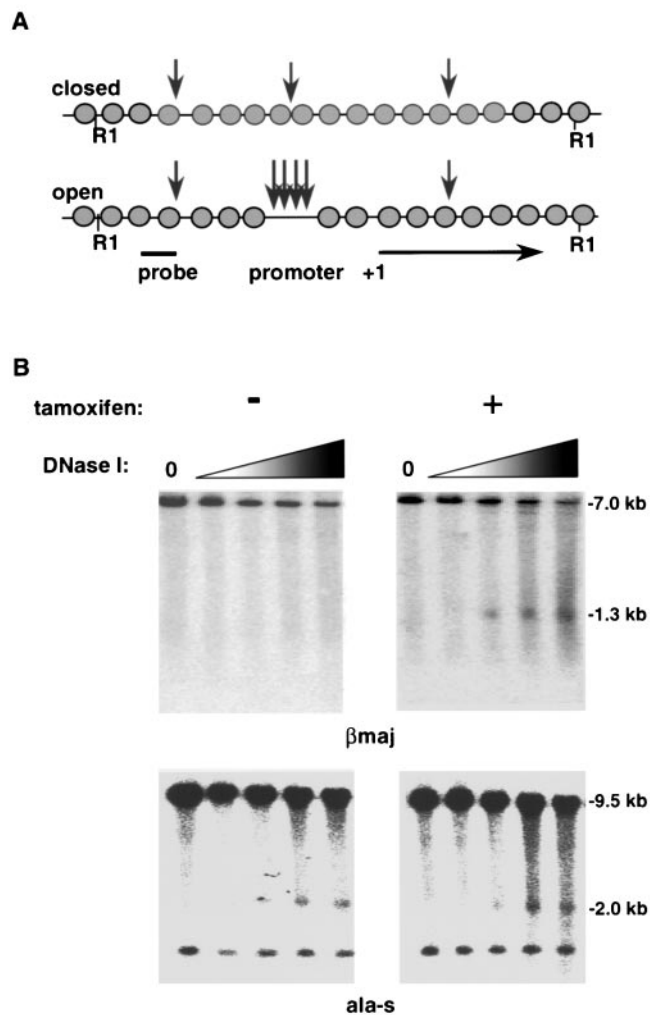 A
closed
R1 R1
open
R1 R1
probe promoter +1
B
tamoxifen: - +
DNase I: 0 0
-7.0 kb
-1.3 kb
βmaj
-9.5 kb
-2.0 kb
ala-s